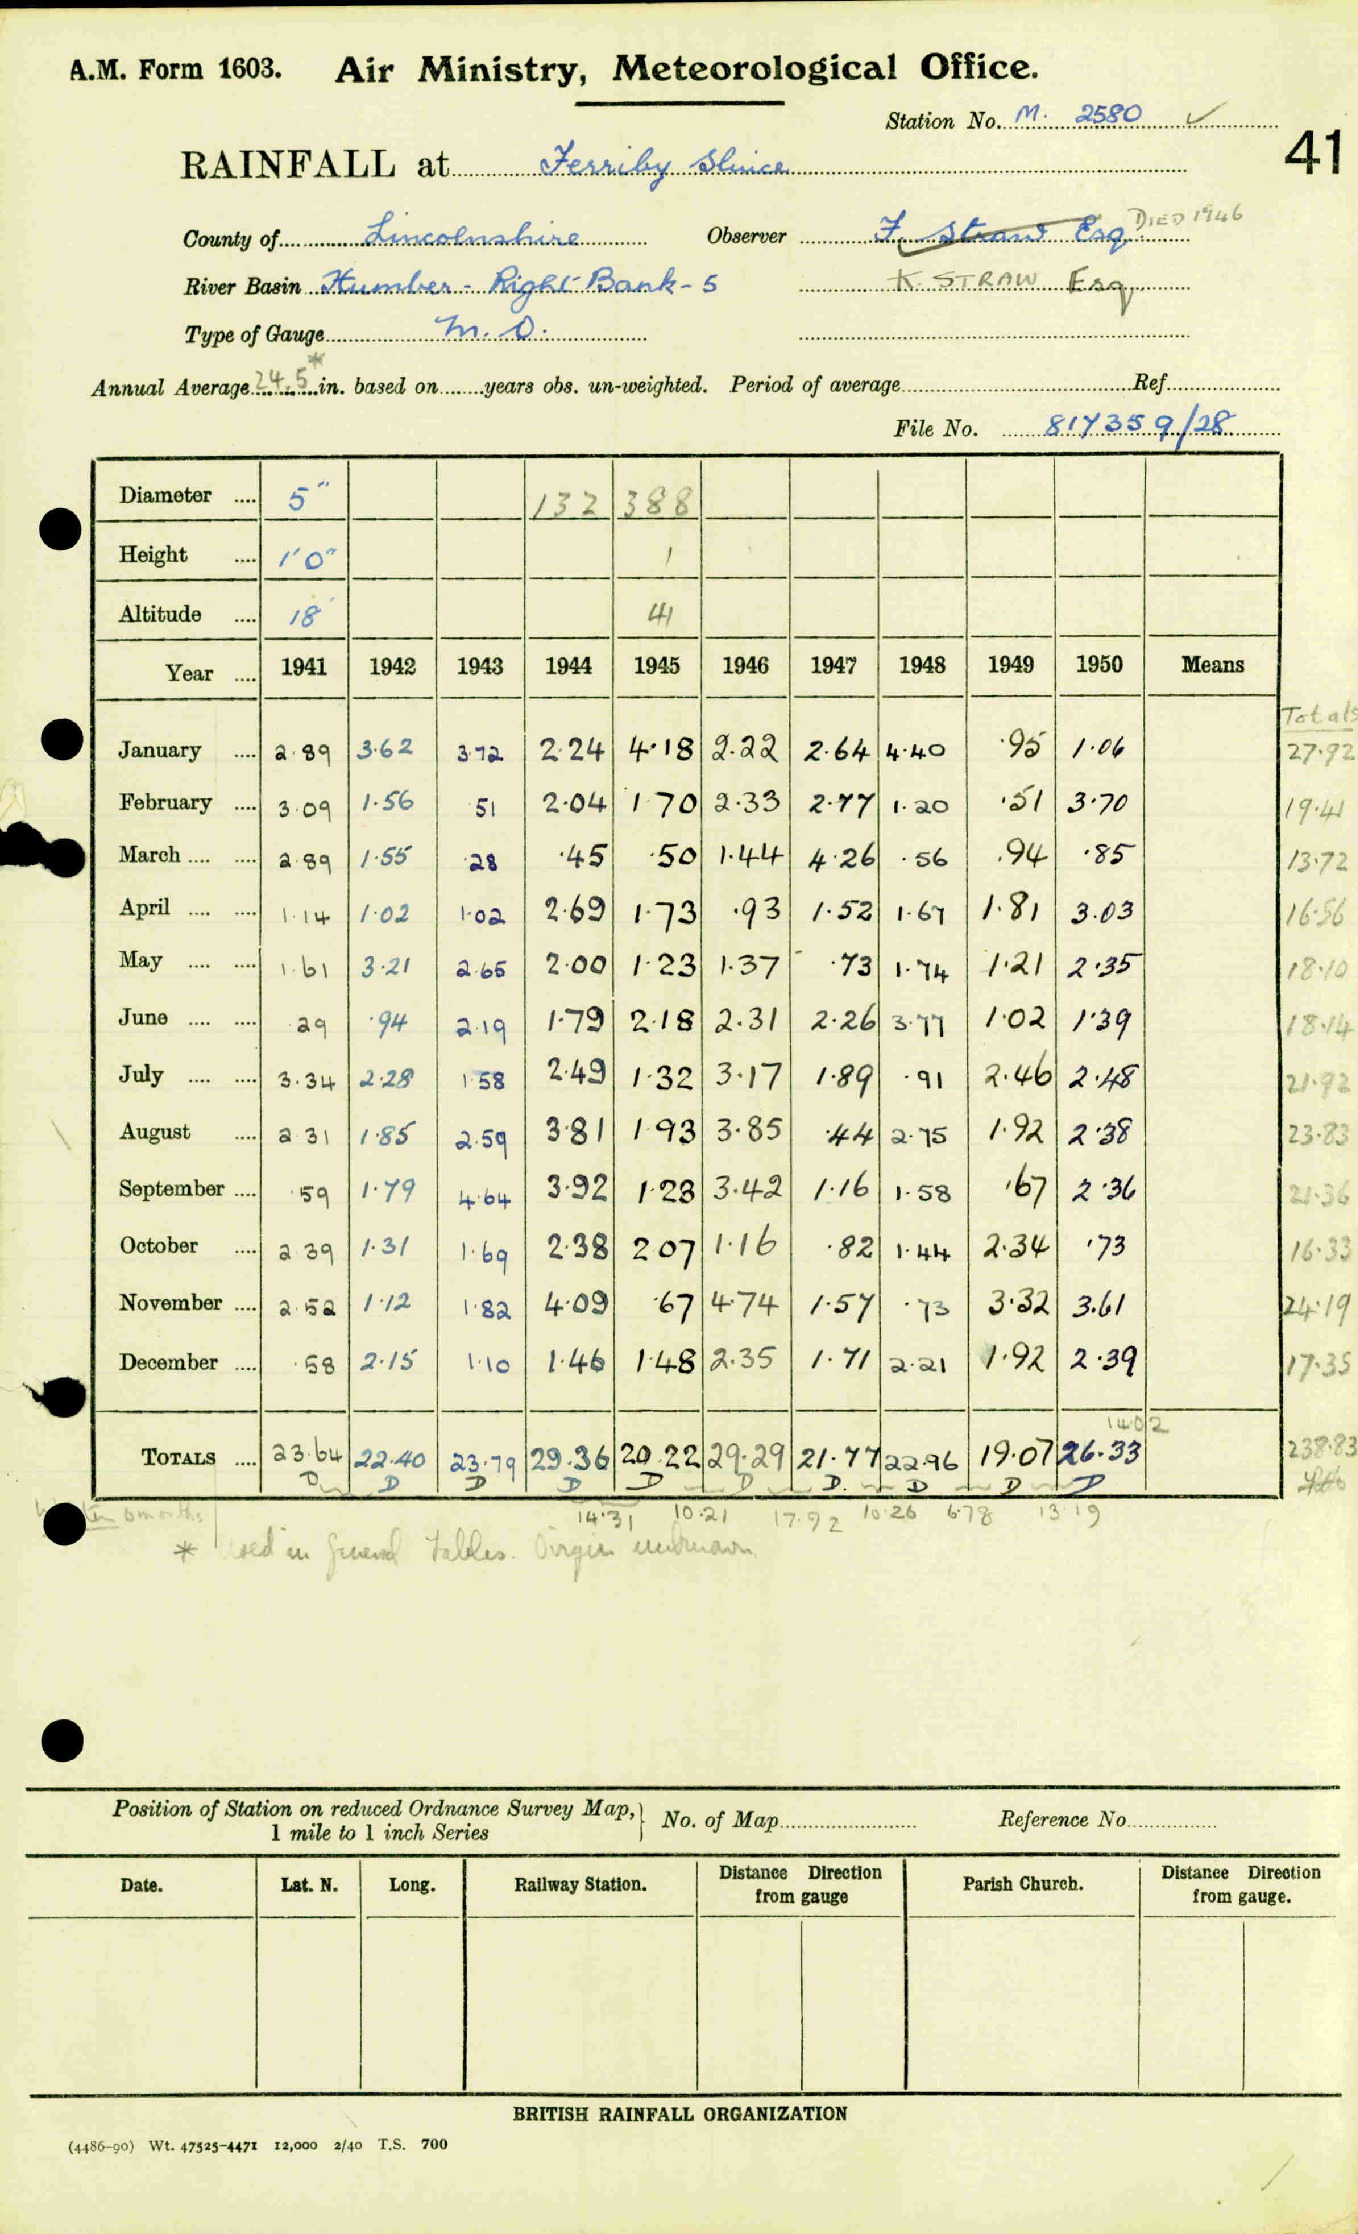 A.M. Form 1603. Air Ministry, Meteorological Office.
Station No. M. 2580 ✓
41
RAINFALL at Ferriby Sluice
County of Lincolnshire Observer F. Straw Esq DIED 1946
River Basin Humber - Right Bank - 5 K. STRAW Esq
Type of Gauge M.O.
Annual Average 24.5* in. based on years obs. un-weighted. Period of average Ref.
File No. 817359/28
Diameter .... 5" 132 388
Height .... 1'0" 1
Altitude .... 18' 41
Year .... 1941 1942 1943 1944 1945 1946 1947 1948 1949 1950 Means
Totals
January .... 2.89 3.62 3.72 2.24 4.18 2.22 2.64 4.40 .95 1.06 27.92
February .... 3.09 1.56 .51 2.04 1.70 2.33 2.77 1.20 .51 3.70 19.41
March .... .... 2.89 1.55 .28 .45 .50 1.44 4.26 .56 .94 .85 13.72
April .... .... 1.14 1.02 1.02 2.69 1.73 .93 1.52 1.67 1.81 3.03 16.56
May .... .... 1.61 3.21 2.65 2.00 1.23 1.37 .73 1.74 1.21 2.35 18.10
June .... .... .29 .94 2.19 1.79 2.18 2.31 2.26 3.77 1.02 1.39 18.14
July .... .... 3.34 2.28 1.58 2.49 1.32 3.17 1.89 .91 2.46 2.48 21.92
August .... 2.31 1.85 2.59 3.81 1.93 3.85 .44 2.75 1.92 2.38 23.83
September .... .59 1.79 4.64 3.92 1.23 3.42 1.16 1.58 .67 2.36 21.36
October .... 2.39 1.31 1.69 2.38 2.07 1.16 .82 1.44 2.34 .73 16.33
November .... 2.52 1.12 1.82 4.09 .67 4.74 1.57 .73 3.32 3.61 24.19
December .... .58 2.15 1.10 1.46 1.48 2.35 1.71 2.21 1.92 2.39 17.35
14.02
TOTALS .... 23.64 22.40 23.79 29.36 20.22 29.29 21.77 22.96 19.07 26.33 238.83
D D D D D D D. D D D
6 months 14.31 10.21 17.92 10.26 6.78 13.19
* Used in General Tables. Origin unknown
Position of Station on reduced Ordnance Survey Map,
1 mile to 1 inch Series
No. of Map Reference No.
Date. Lat. N. Long. Railway Station. Distance from gauge Direction Parish Church. Distance Direction from gauge.
BRITISH RAINFALL ORGANIZATION
(4486-90) Wt. 47525-4471 12,000 2/40 T.S. 700